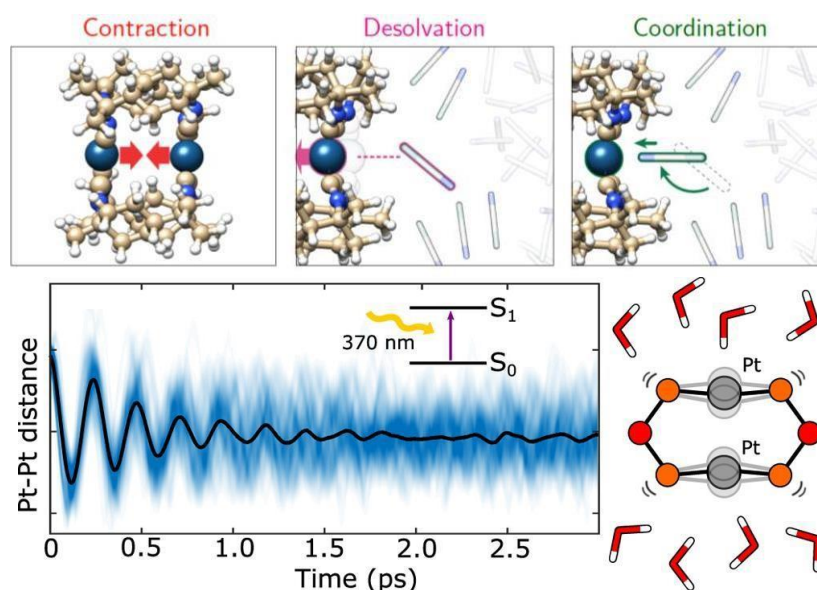 Contraction
Desolvation
Coordination
Pt-Pt distance
370 nm
S1
S0
0
0.5
1.0
1.5
2.0
2.5
Time (ps)
Pt
Pt